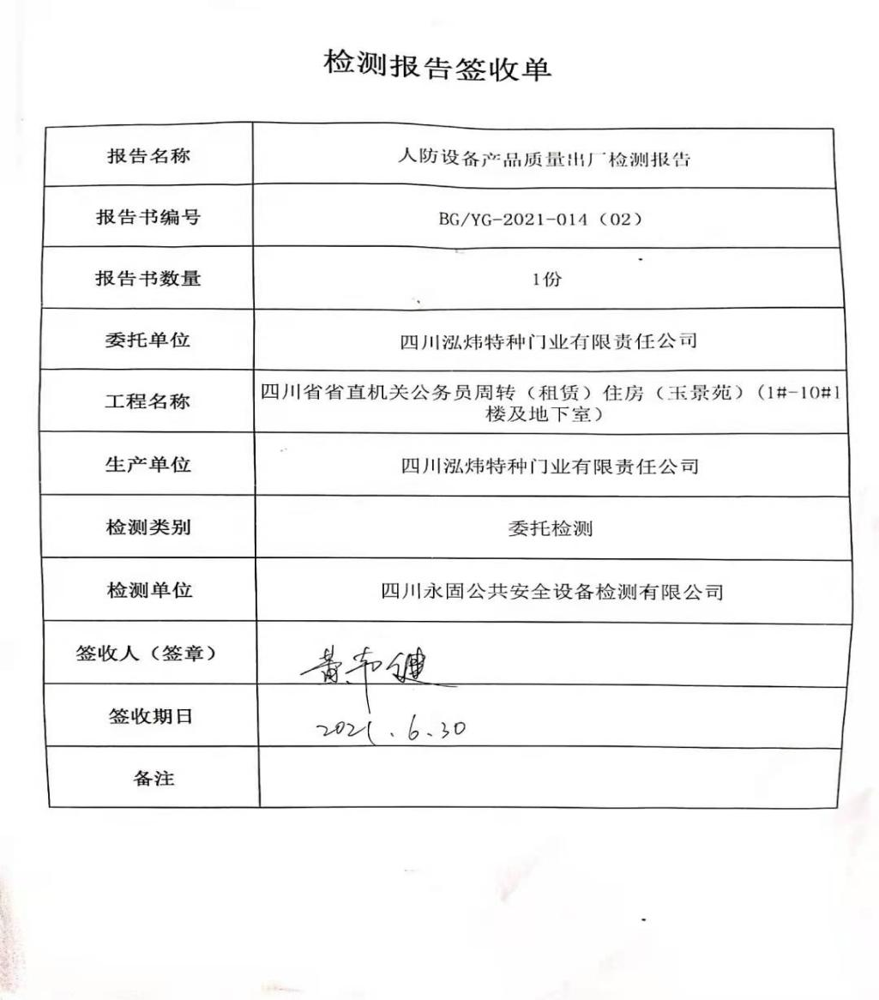 检测报告签收单
报告名称
人防设备产品质量出厂检测报告
报告书编号
BG/YG-2021-014（02）
报告书数量
1份
委托单位
四川泓炜特种门业有限责任公司
工程名称
四川省省直机关公务员周转（租赁）住房（玉景苑）(1#-10#1
楼及地下室）
生产单位
四川泓炜特种门业有限责任公司
检测类别
委托检测
检测单位
四川永固公共安全设备检测有限公司
签收人（签章）
签收期日
2021.6.30
备注